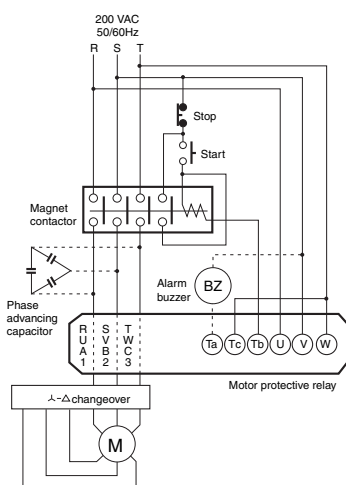 200 VAC
50/60Hz
R S T
Stop
Start
Magnet
contactor
Alarm
buzzer
BZ
Phase
advancing
capacitor
R S T
U V W
A B C
1 2 3
Ta Tc Tb U V W
Motor protective relay
⅄-△changeover
M